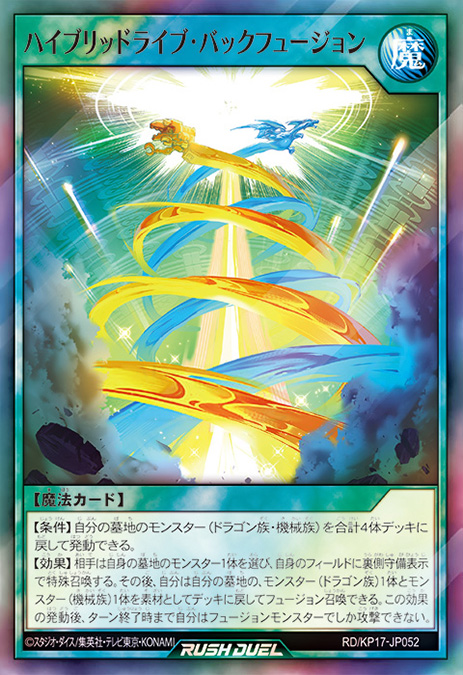 ハイブリッドライブ・バックフュージョン
魔
【魔法カード】
【条件】自分の墓地のモンスター(ドラゴン族・機械族)を合計4体デッキに
戻して発動できる。
【効果】相手は自身の墓地のモンスター1体を選び、自身のフィールドに裏側守備表示
で特殊召喚する。その後、自分は自分の墓地の、モンスター(ドラゴン族)1体とモン
スター(機械族)1体を素材としてデッキに戻してフュージョン召喚できる。この効果
の発動後、ターン終了時まで自分はフュージョンモンスターでしか攻撃できない。
©スタジオ・ダイス/集英社・テレビ東京・KONAMI
RUSH DUEL
RD/KP17-JP052